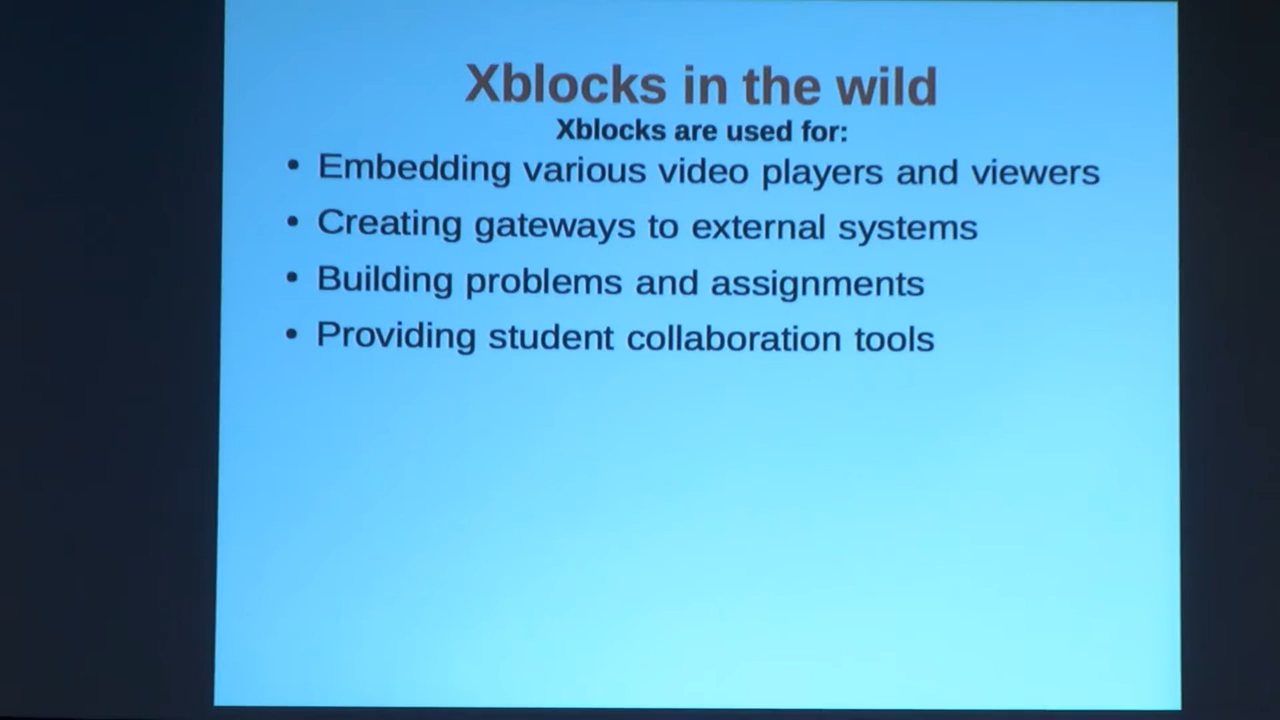 Xblocks in the wild
Xblocks are used for:
• Embedding various video players and viewers
• Creating gateways to external systems
• Building problems and assignments
• Providing student collaboration tools